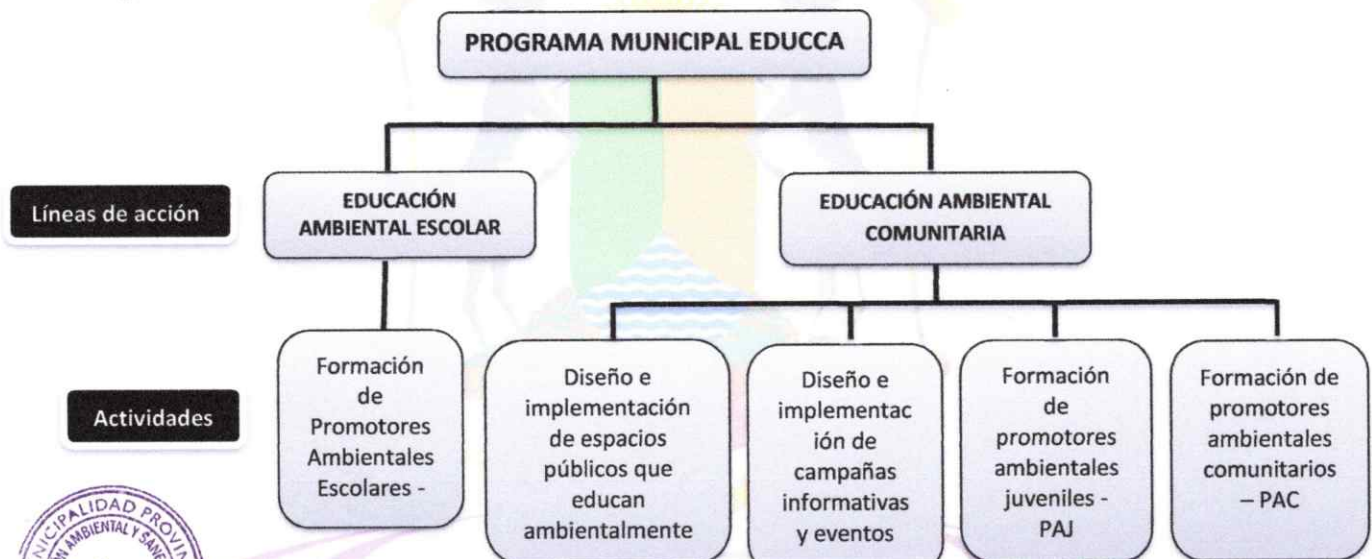 PROGRAMA MUNICIPAL EDUCCA
Líneas de acción
EDUCACIÓN
AMBIENTAL ESCOLAR
EDUCACIÓN AMBIENTAL
COMUNITARIA
Actividades
Formación
de
Promotores
Ambientales
Escolares -
Diseño e
implementación
de espacios
públicos que
educan
ambientalmente
Diseño e
implementac
ión de
campañas
informativas
y eventos
Formación
de
promotores
ambientales
juveniles -
PAJ
Formación de
promotores
ambientales
comunitarios
– PAC